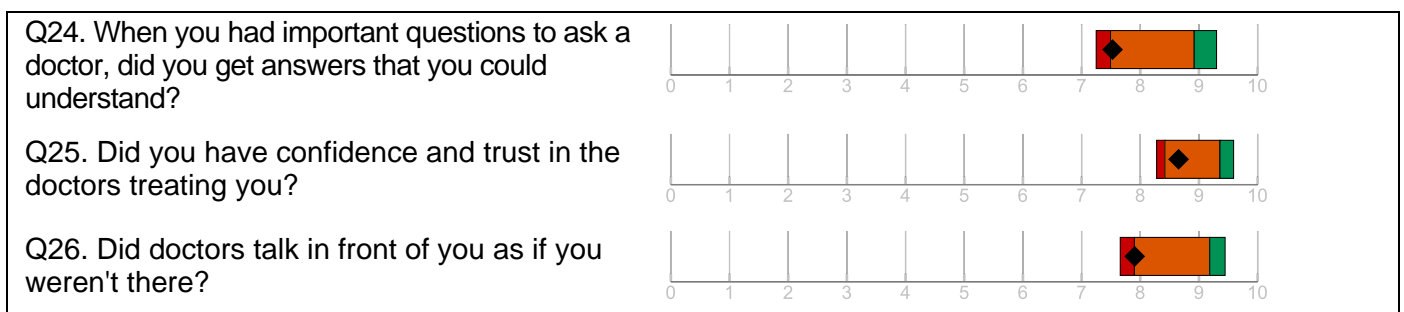 Q24. When you had important questions to ask a
doctor, did you get answers that you could
understand?
0 1 2 3 4 5 6 7 8 9 10
Q25. Did you have confidence and trust in the
doctors treating you?
0 1 2 3 4 5 6 7 8 9 10
Q26. Did doctors talk in front of you as if you
weren't there?
0 1 2 3 4 5 6 7 8 9 10